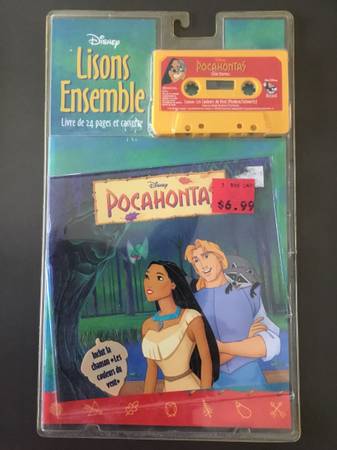 Disney
Lisons
Ensemble
Livre de 24 pages et cassette
Disney
POCAHONTAS
Disney
POCAHONTAS
$6.99
Inclut la
chanson «Les
couleurs du
vent»